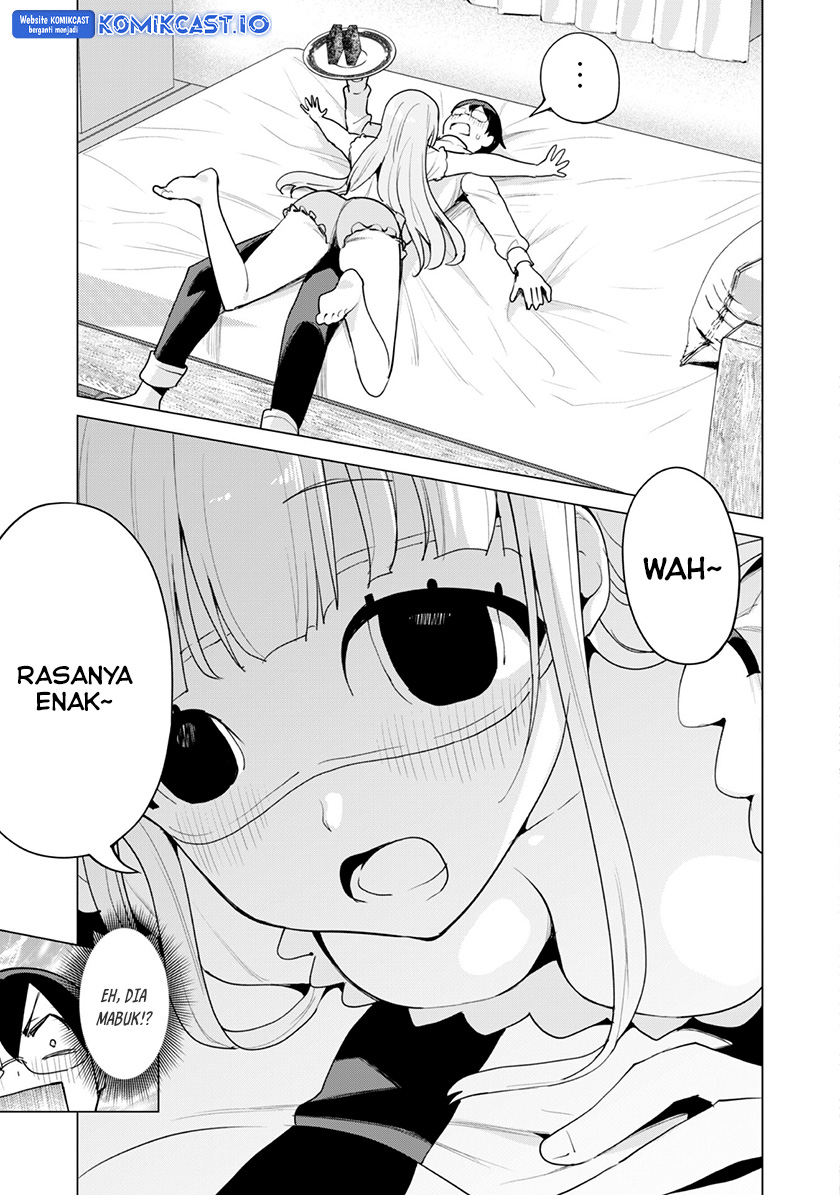 Website KOMIKCAST
berganti menjadi
KOMIKCAST.IO
...
WAH~
RASANYA
ENAK~
EH, DIA
MABUK!?